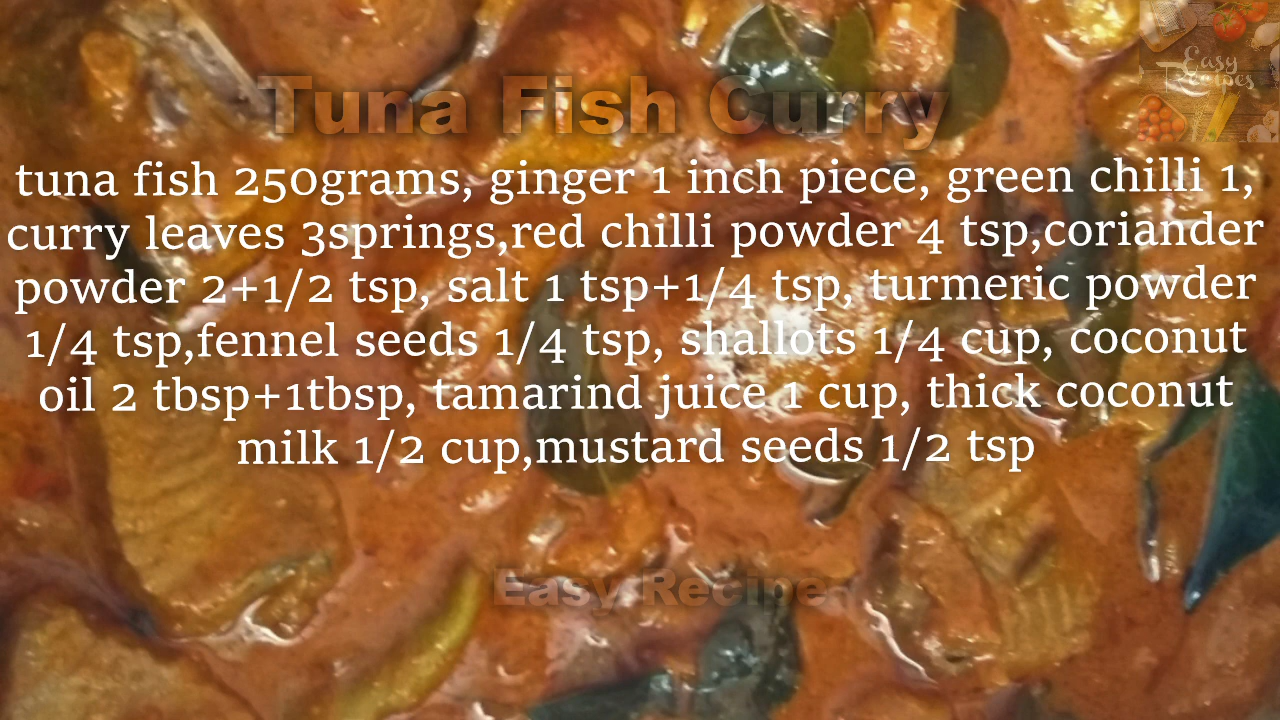 Easy
Recipes
Tuna Fish Curry
tuna fish 250grams, ginger 1 inch piece, green chilli 1,
curry leaves 3springs,red chilli powder 4 tsp,coriander
powder 2+1/2 tsp, salt 1 tsp+1/4 tsp, turmeric powder
1/4 tsp,fennel seeds 1/4 tsp, shallots 1/4 cup, coconut
oil 2 tbsp+1tbsp, tamarind juice 1 cup, thick coconut
milk 1/2 cup,mustard seeds 1/2 tsp
Easy Recipe